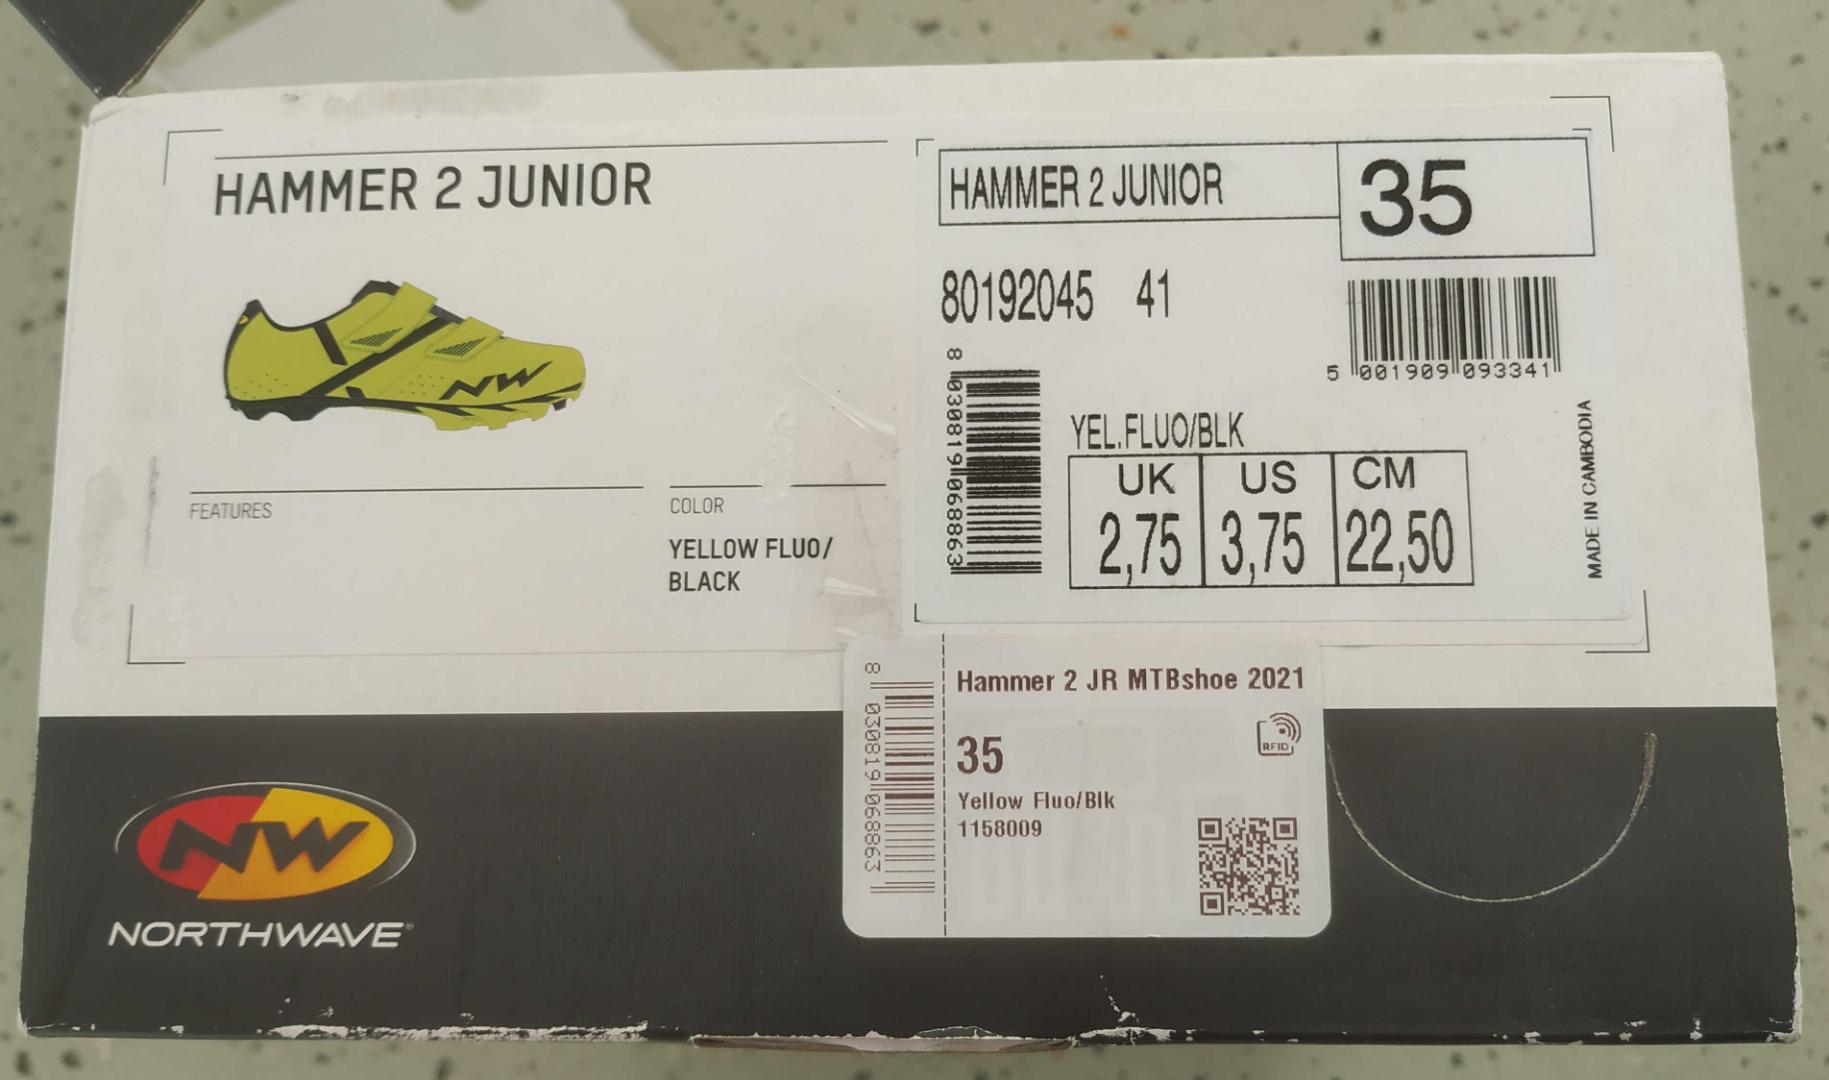 HAMMER 2 JUNIOR
FEATURES
COLOR
YELLOW FLUO/
BLACK
HAMMER 2 JUNIOR
35
80192045 41
5 001909 093341
8 030819 068863
YEL.FLUO/BLK
UK US CM
2,75 3,75 22,50
MADE IN CAMBODIA
NW
NW
NORTHWAVE®
8 030819 068863
Hammer 2 JR MTBshoe 2021
35
RFID
Yellow Fluo/Blk
1158009